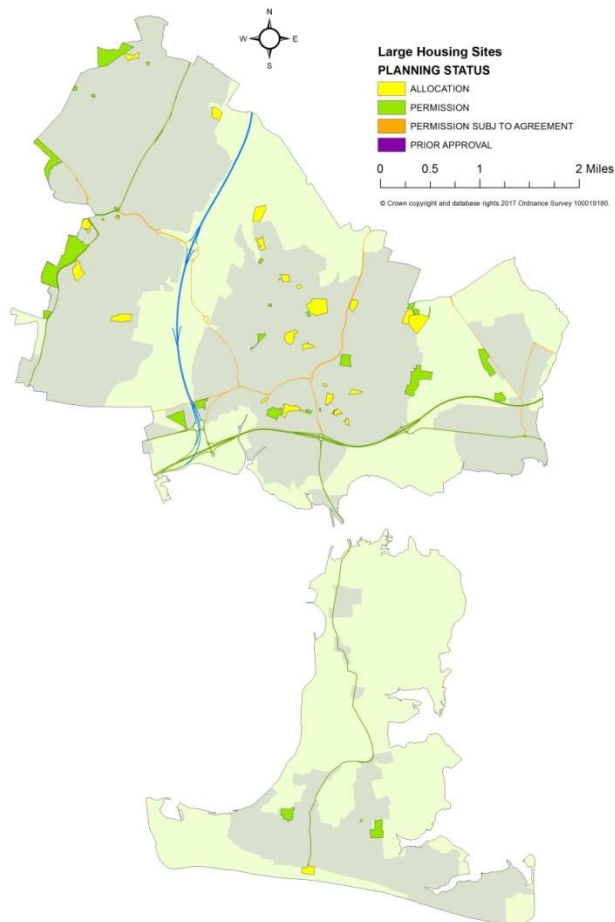 N
W E
S
Large Housing Sites
PLANNING STATUS
ALLOCATION
PERMISSION
PERMISSION SUBJ TO AGREEMENT
PRIOR APPROVAL
0 0.5 1 2 Miles
© Crown copyright and database rights 2017 Ordnance Survey 100019180.